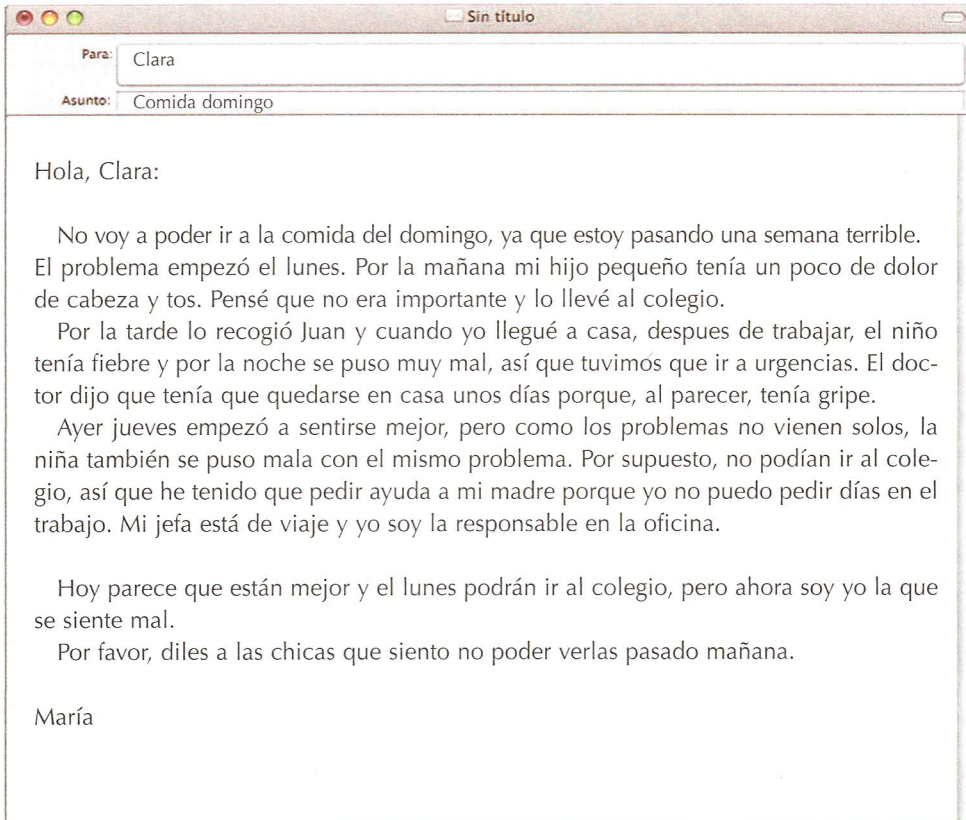 Sin título
Para: Clara
Asunto: Comida domingo
Hola, Clara:
No voy a poder ir a la comida del domingo, ya que estoy pasando una semana terrible.
El problema empezó el lunes. Por la mañana mi hijo pequeño tenía un poco de dolor
de cabeza y tos. Pensé que no era importante y lo llevé al colegio.
Por la tarde lo recogió Juan y cuando yo llegué a casa, despues de trabajar, el niño
tenía fiebre y por la noche se puso muy mal, así que tuvimos que ir a urgencias. El doc-
tor dijo que tenía que quedarse en casa unos días porque, al parecer, tenía gripe.
Ayer jueves empezó a sentirse mejor, pero como los problemas no vienen solos, la
niña también se puso mala con el mismo problema. Por supuesto, no podían ir al cole-
gio, así que he tenido que pedir ayuda a mi madre porque yo no puedo pedir días en el
trabajo. Mi jefa está de viaje y yo soy la responsable en la oficina.
Hoy parece que están mejor y el lunes podrán ir al colegio, pero ahora soy yo la que
se siente mal.
Por favor, diles a las chicas que siento no poder verlas pasado mañana.
María